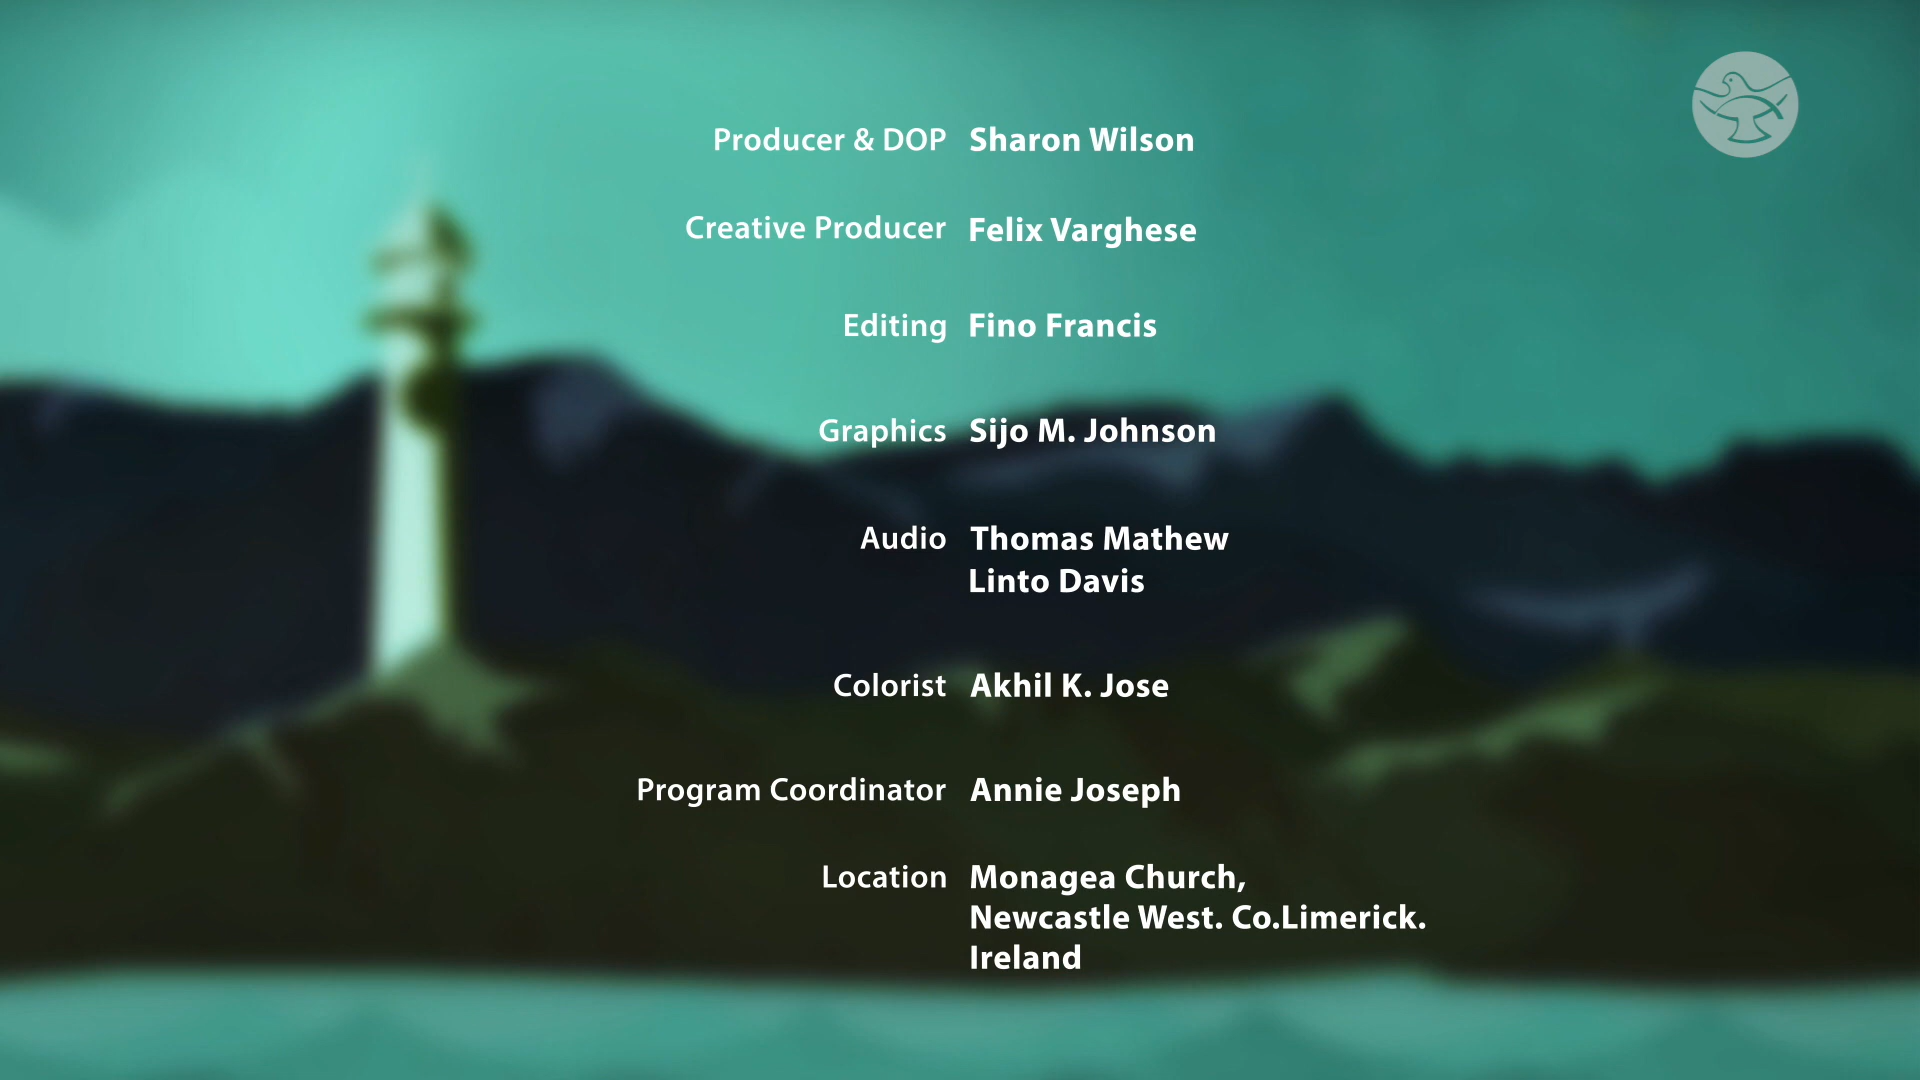 Producer & DOP Sharon Wilson
Creative Producer Felix Varghese
Editing Fino Francis
Graphics Sijo M. Johnson
Audio Thomas Mathew
Linto Davis
Colorist Akhil K. Jose
Program Coordinator Annie Joseph
Location Monagea Church,
Newcastle West. Co.Limerick.
Ireland